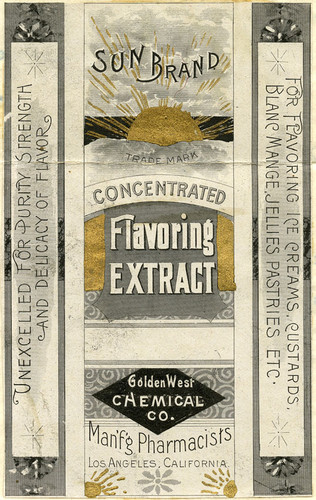 SUN BRAND
TRADE MARK
CONCENTRATED
Flavoring
EXTRACT
Golden West
CHEMICAL
CO.
Man'f'g, Pharmacists
LOS ANGELES, CALIFORNIA.
UNEXCELLED FOR PURITY STRENGTH
AND DELICACY OF FLAVOR
FOR FLAVORING ICE CREAMS, CUSTARDS,
BLANC MANGE, JELLIES PASTRIES ETC.